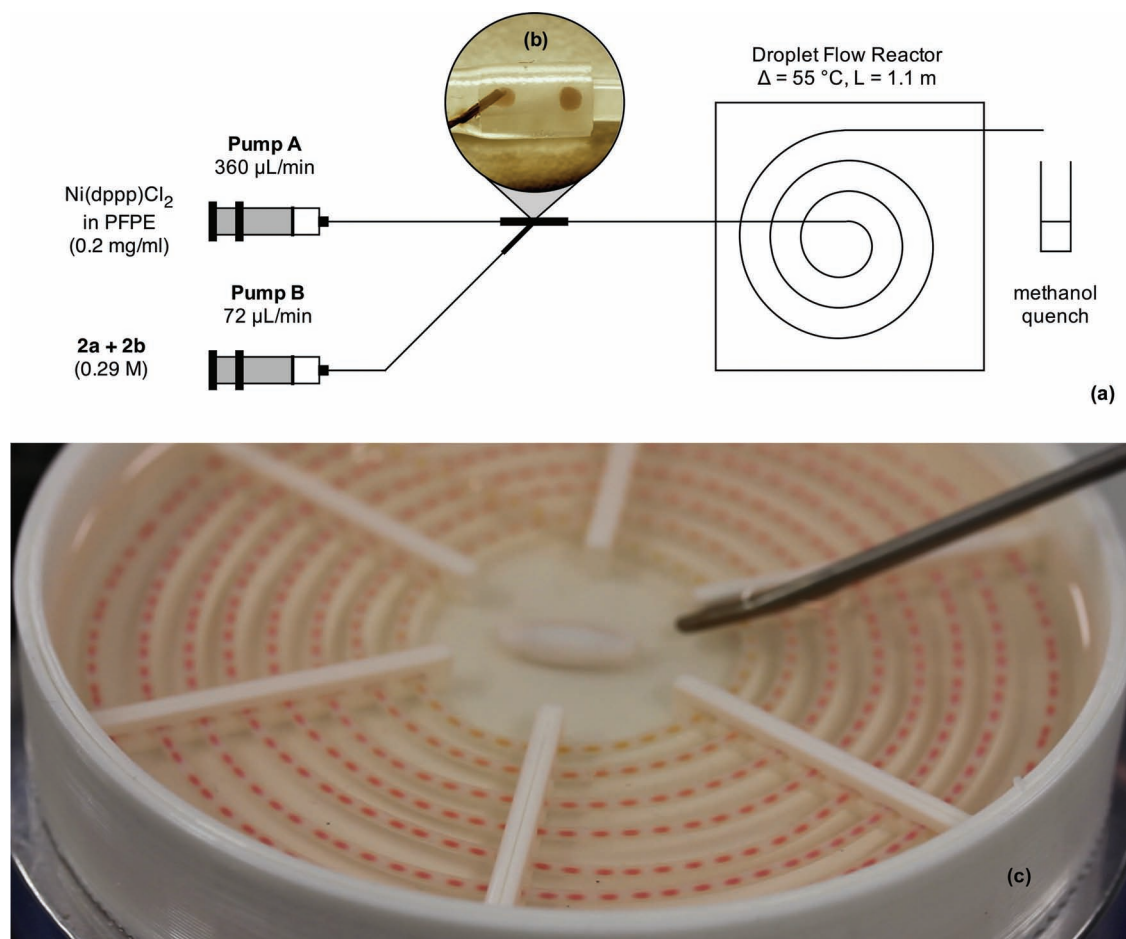 (b)
Droplet Flow Reactor
Δ = 55 °C, L = 1.1 m
Pump A
360 µL/min
Ni(dppp)Cl2
in PFPE
(0.2 mg/ml)
Pump B
72 µL/min
2a + 2b
(0.29 M)
methanol
quench
(a)
(c)